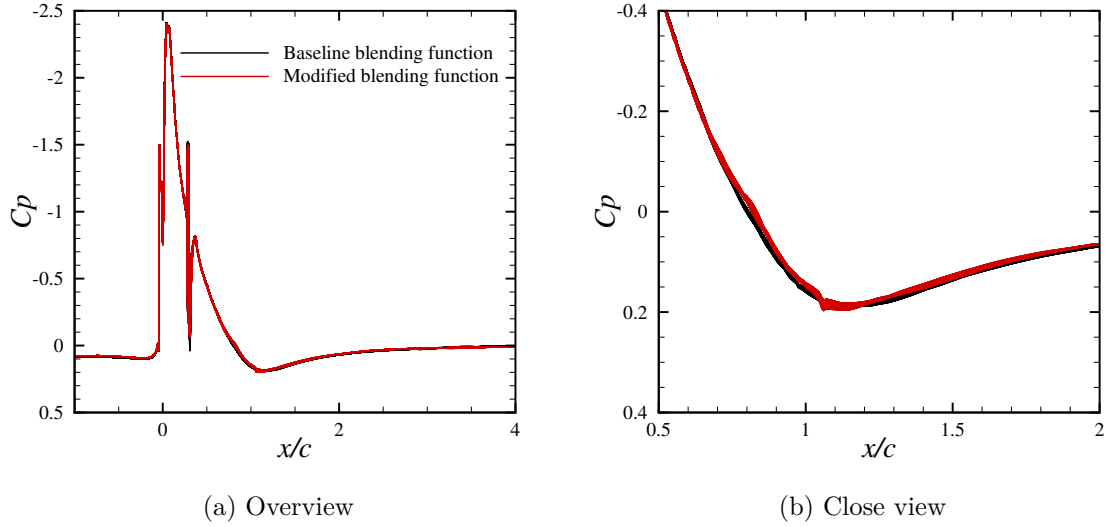 -2.5
-2
-1.5
-1
-0.5
0
0.5
Cp
Baseline blending function
Modified blending function
0 2 4
x/c
(a) Overview
-0.4
-0.2
0
0.2
0.4
Cp
0.5 1 1.5 2
x/c
(b) Close view